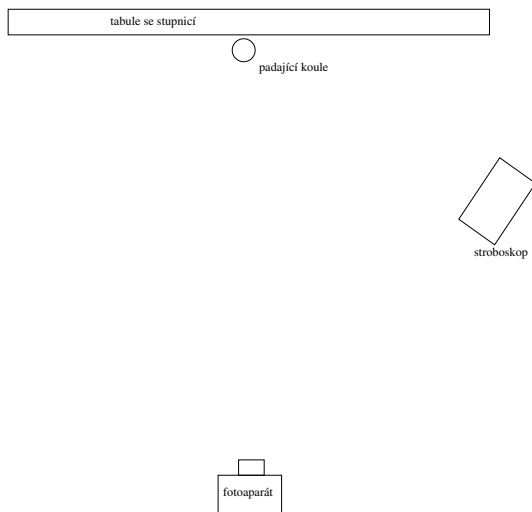 tabule se stupnicí
padající koule
stroboskop
fotoaparát